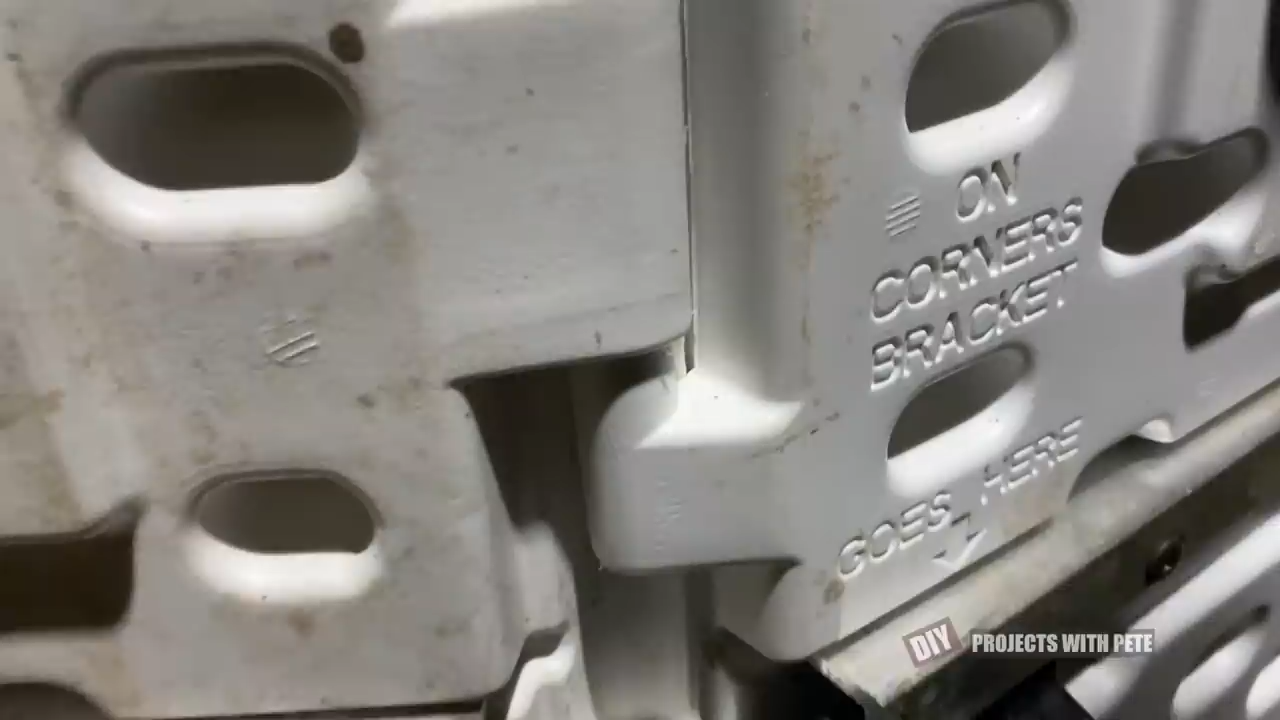 ON
CORNERS
BRACKET
GOES HERE
DIY PROJECTS WITH PETE